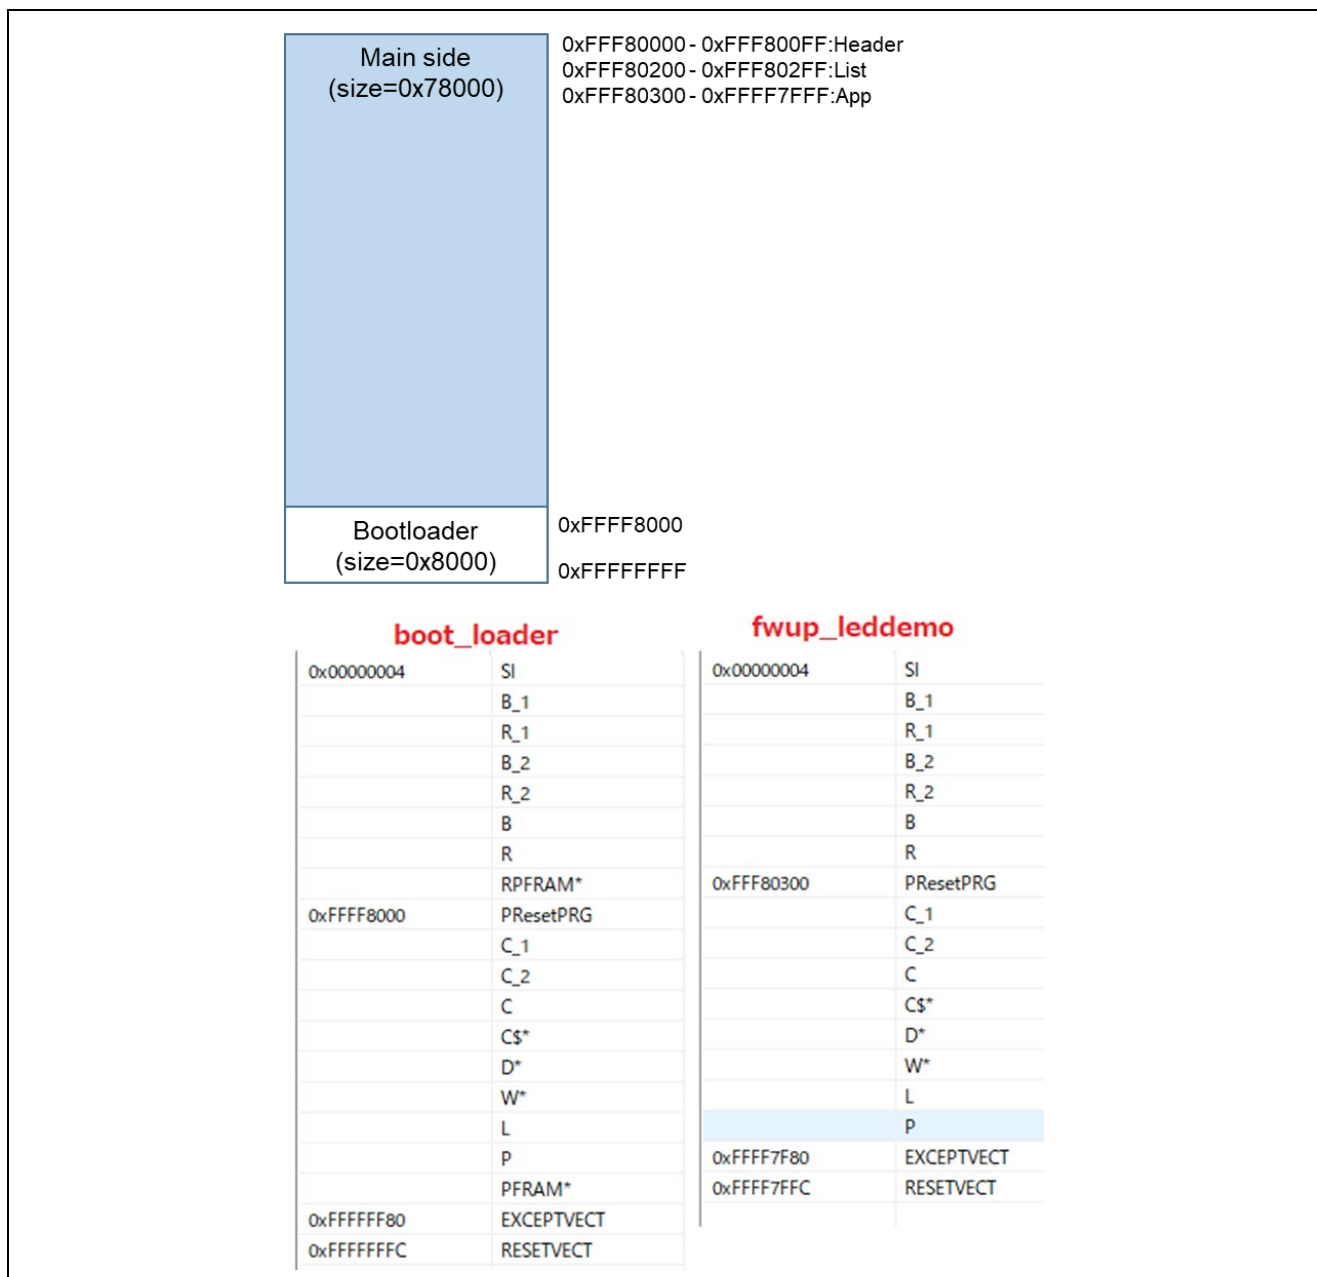 Main side
(size=0x78000)
0xFFF80000 - 0xFFF800FF:Header
0xFFF80200 - 0xFFF802FF:List
0xFFF80300 - 0xFFFF7FFF:App
Bootloader
(size=0x8000)
0xFFFF8000
0xFFFFFFFF
boot_loader
0x00000004 SI
B_1
R_1
B_2
R_2
B
R
RPFRAM*
0xFFFF8000 PResetPRG
C_1
C_2
C
C$*
D*
W*
L
P
PFRAM*
0xFFFFFF80 EXCEPTVECT
0xFFFFFFFC RESETVECT
fwup_leddemo
0x00000004 SI
B_1
R_1
B_2
R_2
B
R
0xFFF80300 PResetPRG
C_1
C_2
C
C$*
D*
W*
L
P
0xFFFF7F80 EXCEPTVECT
0xFFFF7FFC RESETVECT